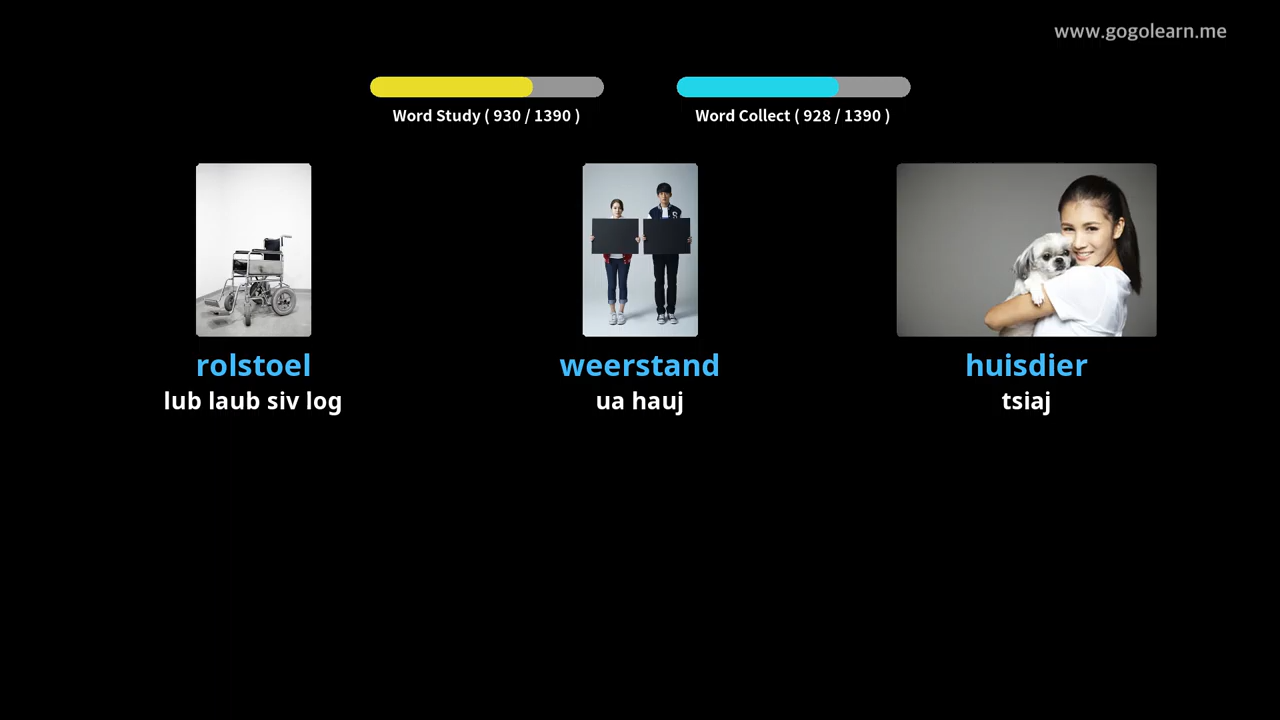 www.gogolearn.me
Word Study ( 930 / 1390 )
Word Collect ( 928 / 1390 )
rolstoel
lub laub siv log
weerstand
ua hauj
huisdier
tsiaj